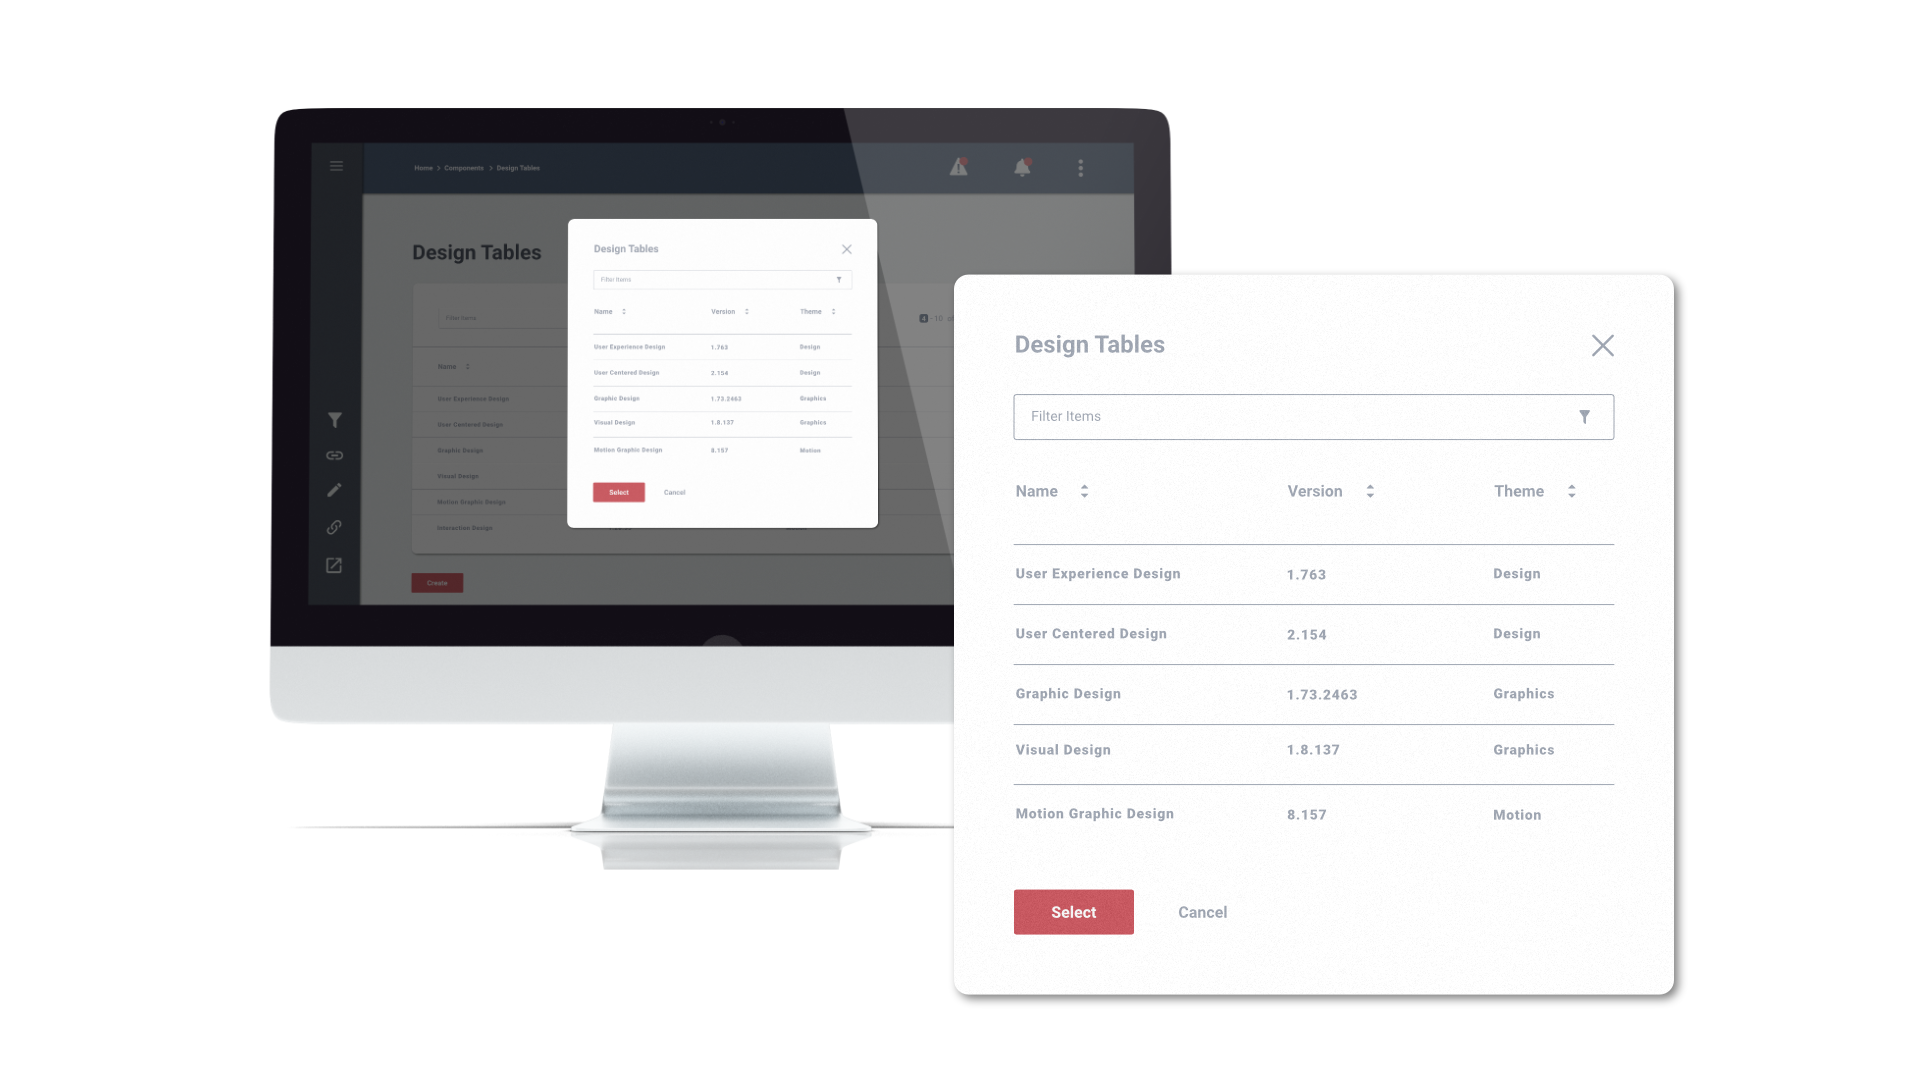 Home > Components > Design Tables
Design Tables
Filter Items
4 -10 of
Name
User Experience Design
User Centered Design
Graphic Design
Visual Design
Motion Graphic Design
Interaction Design
Create
Design Tables
Filter Items
Name Version Theme
User Experience Design 1.763 Design
User Centered Design 2.154 Design
Graphic Design 1.73.2463 Graphics
Visual Design 1.8.137 Graphics
Motion Graphic Design 8.157 Motion
Select Cancel
Design Tables
Filter Items
Name Version Theme
User Experience Design 1.763 Design
User Centered Design 2.154 Design
Graphic Design 1.73.2463 Graphics
Visual Design 1.8.137 Graphics
Motion Graphic Design 8.157 Motion
Select Cancel